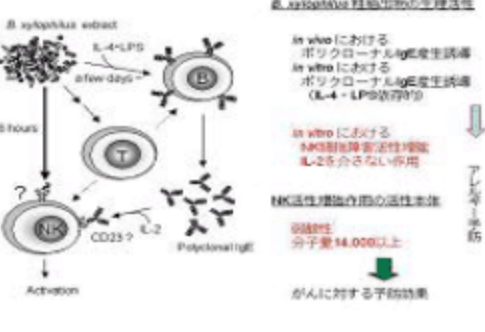 B. xylophilus extract
IL-4+LPS
a few days~
B
hours
T
?
NK
CD23 ?
IL-2
Polyclonal IgE
Activation
B. xylophilus 粗抽出物の生理活性
in vivo における
ポリクローナルIgE産生誘導
in vitro における
ポリクローナルIgE産生誘導
(IL-4・LPS依存的)
in vitro における
NK細胞障害活性増強
IL-2を介さない作用
アレルギー予防
NK活性増強作用の活性本体
弱酸性
分子量14,000以上
がんに対する予防効果